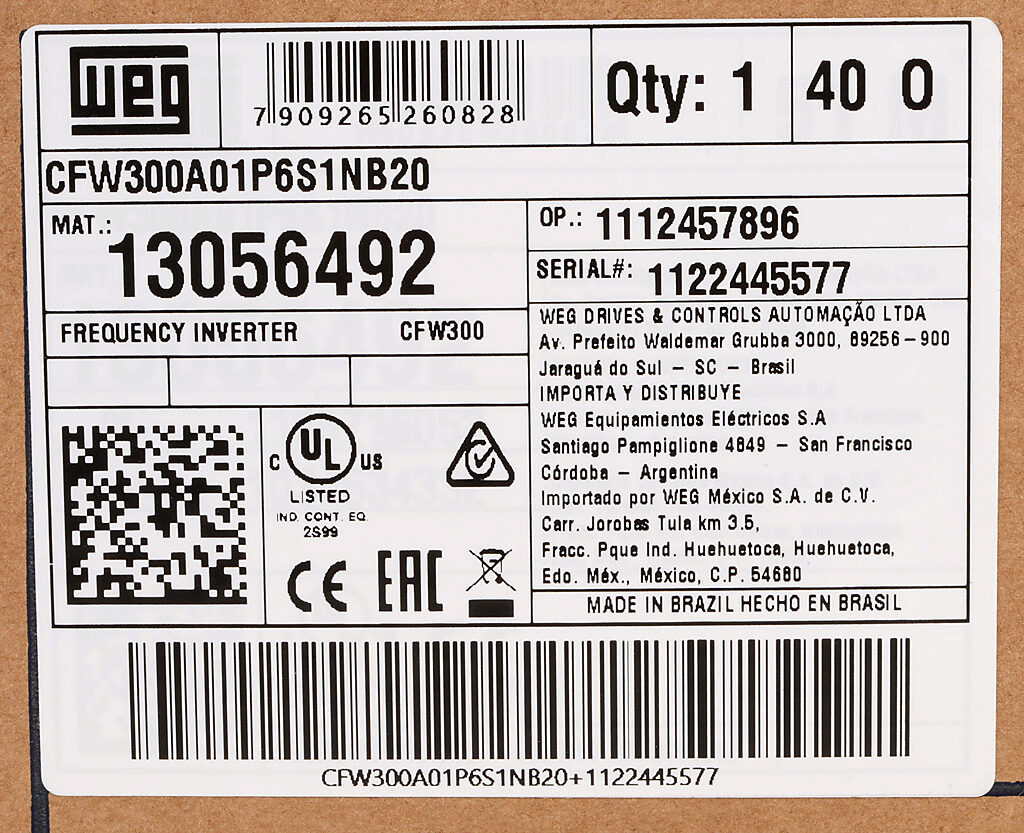 weg
7 909265 260828
Qty: 1
40 0
CFW300A01P6S1NB20
MAT.:
13056492
OP.: 1112457896
SERIAL#: 1122445577
FREQUENCY INVERTER CFW300
WEG DRIVES & CONTROLS AUTOMAÇÃO LTDA
Av. Prefeito Waldemar Grubba 3000, 89256-900
Jaraguá do Sul - SC - Brasil
IMPORTA Y DISTRIBUYE
WEG Equipamientos Eléctricos S.A
Santiago Pampiglione 4849 - San Francisco
Córdoba - Argentina
Importado por WEG México S.A. de C.V.
Carr. Jorobas Tula km 3.5,
Fracc. Pque Ind. Huehuetoca, Huehuetoca,
Edo. Méx., México, C.P. 54680
MADE IN BRAZIL HECHO EN BRASIL
C UL US
LISTED
IND. CONT. EQ.
2S99
CE EAC
CFW300A01P6S1NB20+1122445577